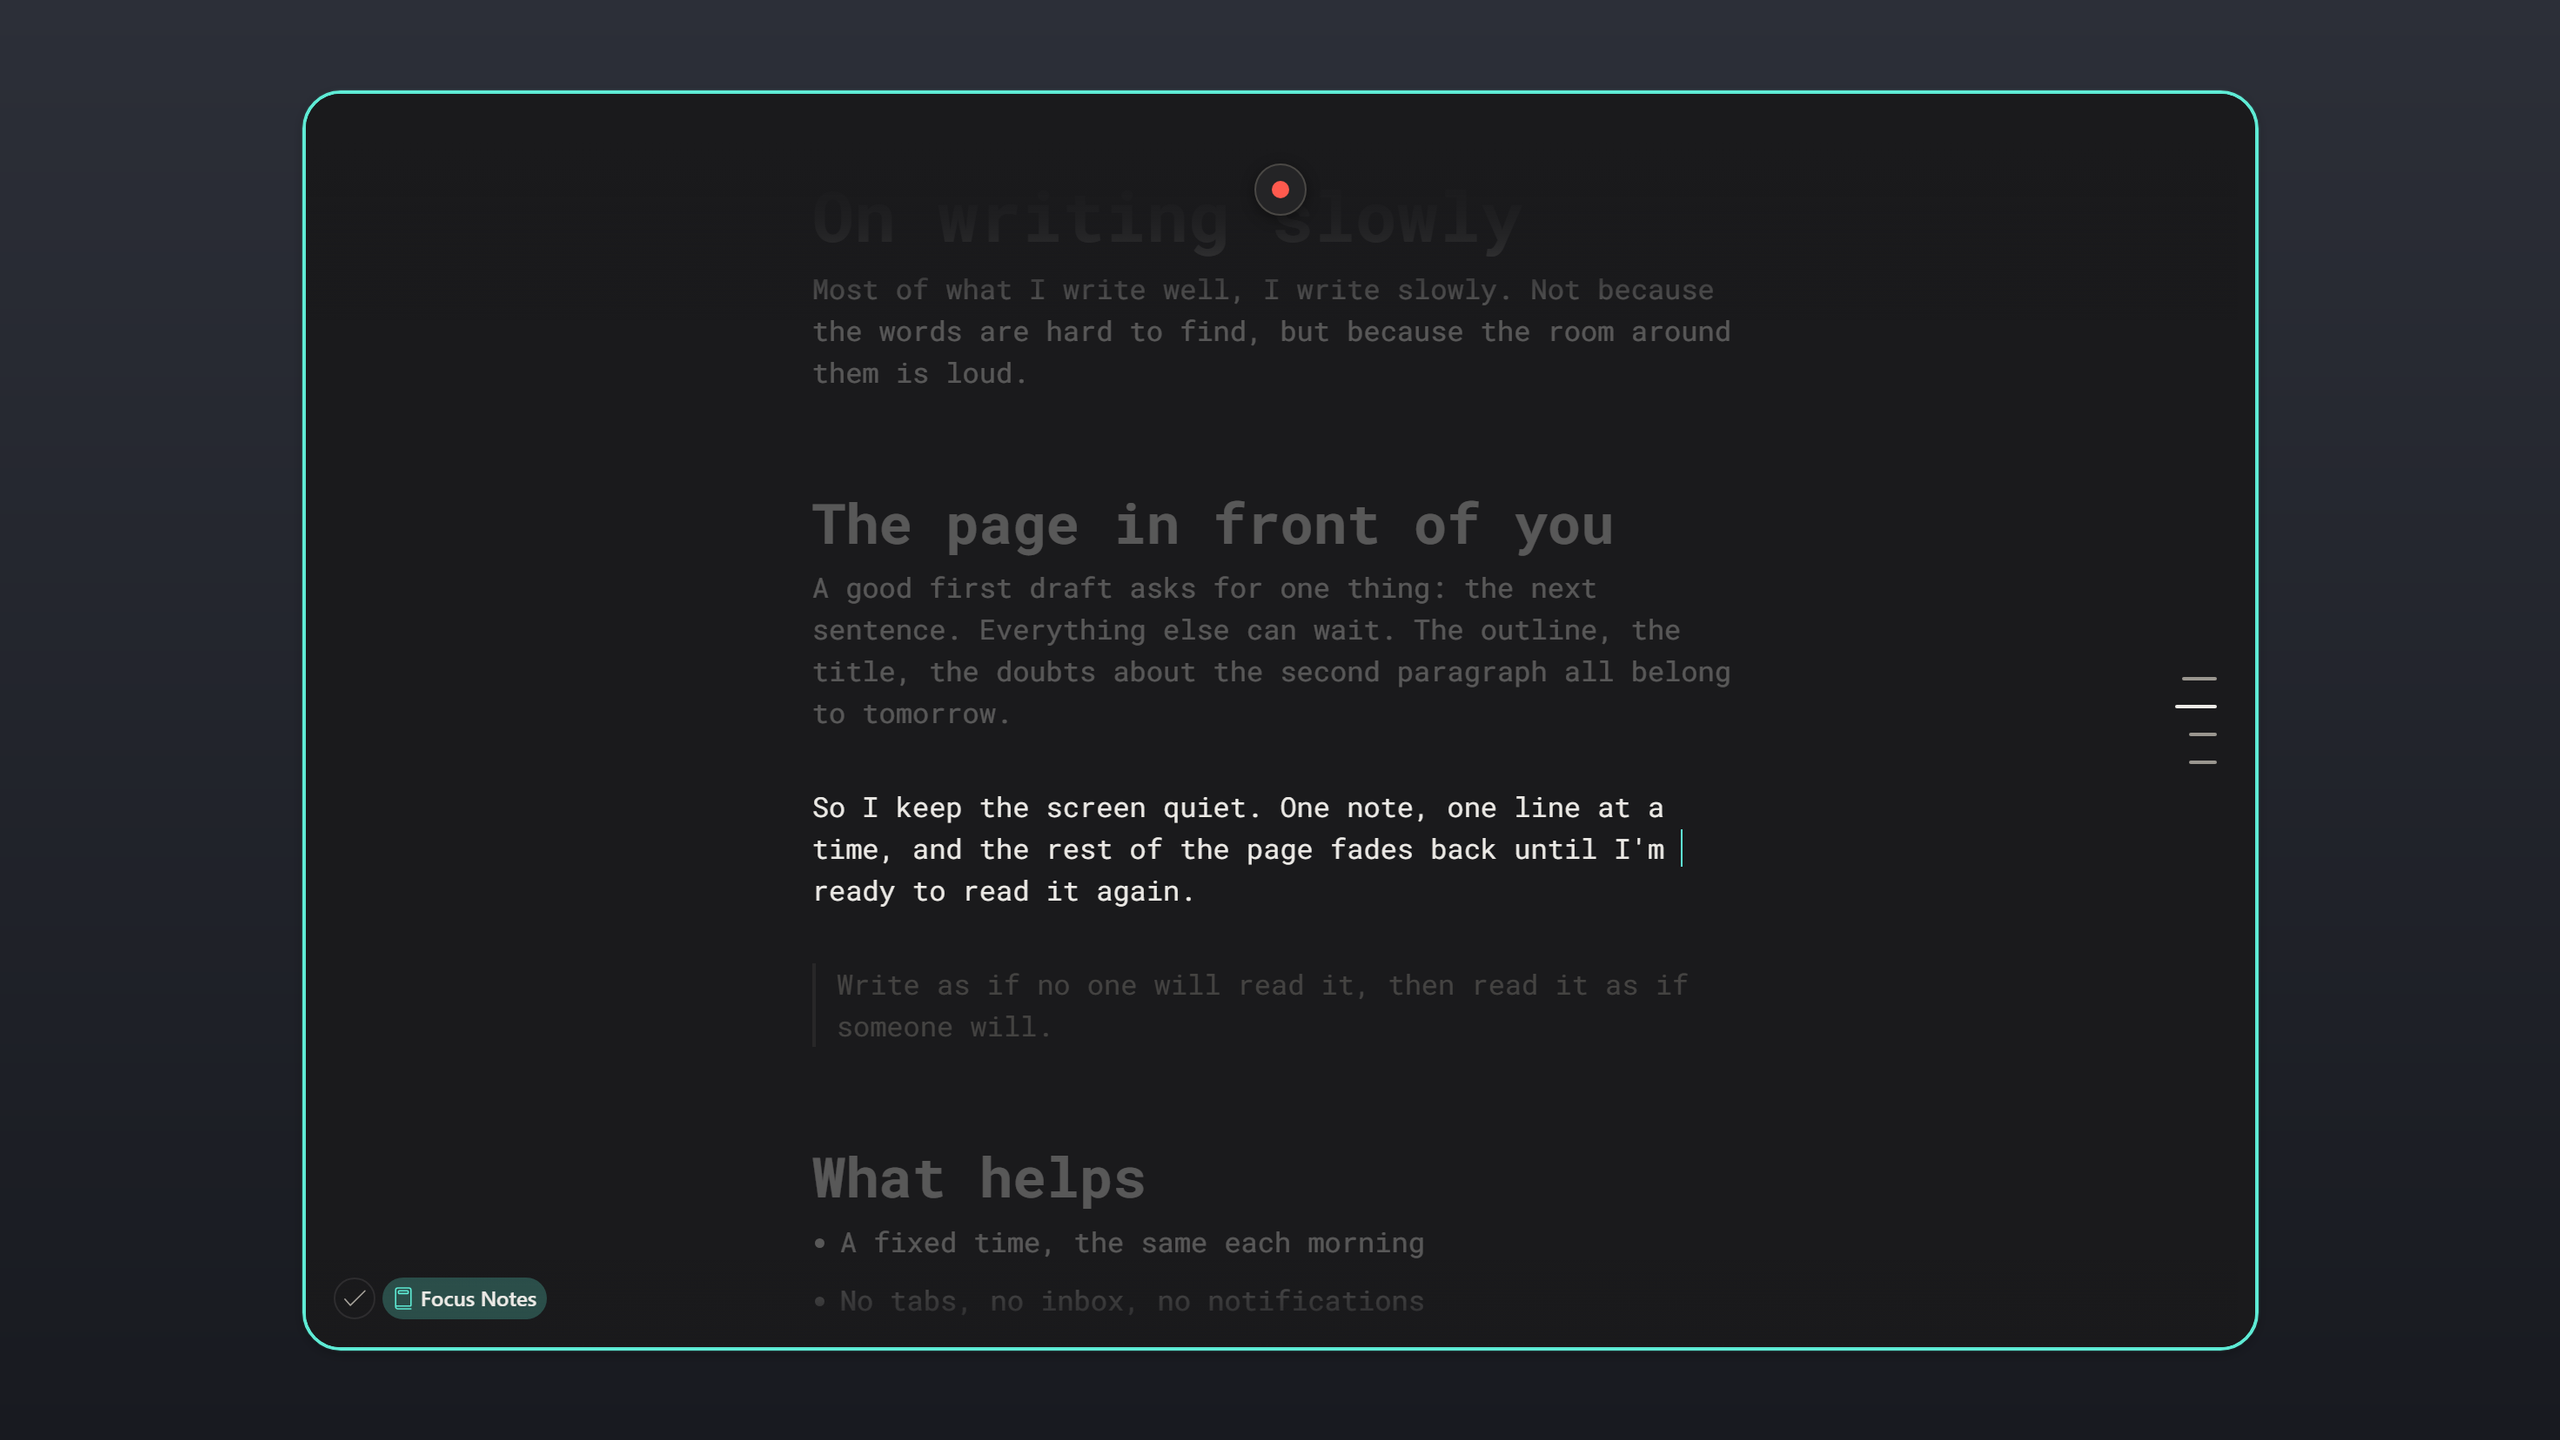 On writing slowly
Most of what I write well, I write slowly. Not because
the words are hard to find, but because the room around
them is loud.
The page in front of you
A good first draft asks for one thing: the next
sentence. Everything else can wait. The outline, the
title, the doubts about the second paragraph all belong
to tomorrow.
So I keep the screen quiet. One note, one line at a
time, and the rest of the page fades back until I'm
ready to read it again.
Write as if no one will read it, then read it as if
someone will.
What helps
• A fixed time, the same each morning
• No tabs, no inbox, no notifications
Focus Notes